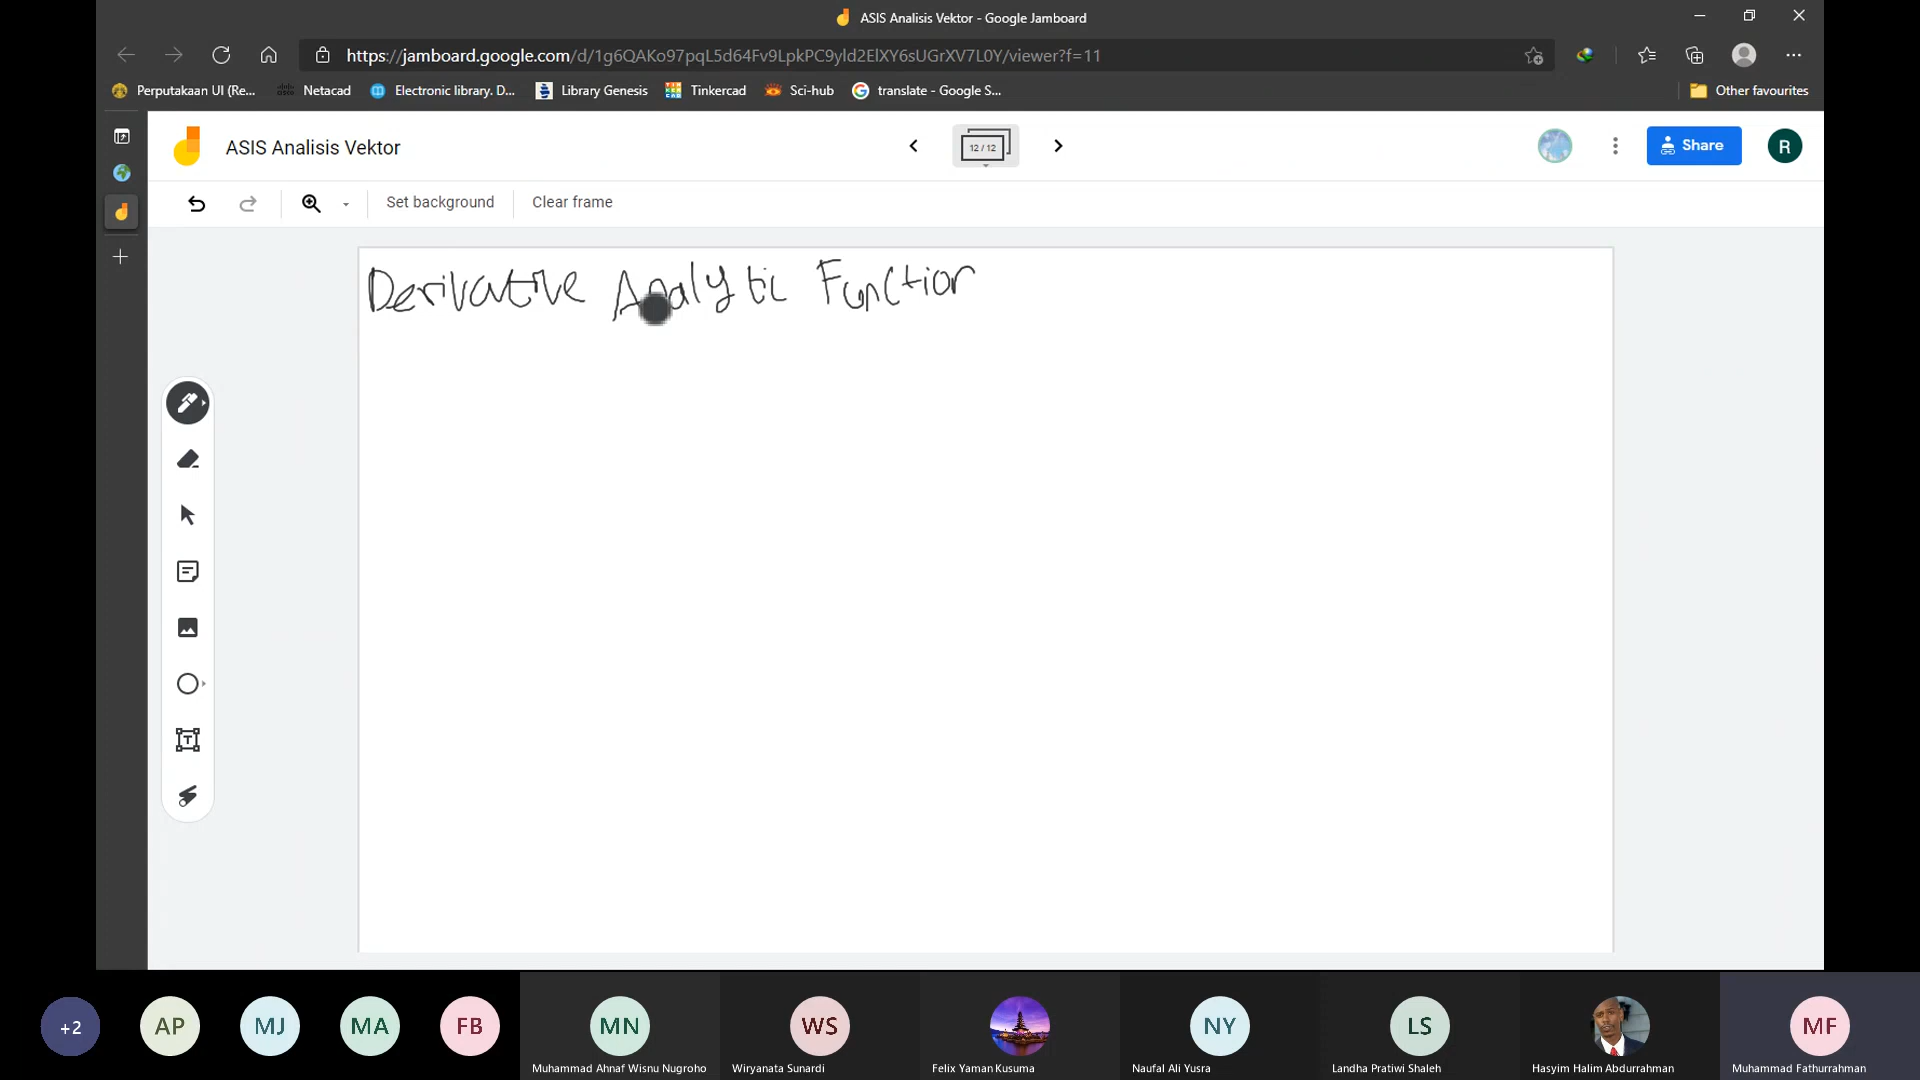 ASIS Analisis Vektor - Google Jamboard
https://jamboard.google.com/d/1g6QAKo97pqL5d64Fv9LpkPC9yld2ElXY6sUGrXV7L0Y/viewer?f=11
Perputakaan UI (Re... Netacad Electronic library. D... Library Genesis Tinkercad Sci-hub translate - Google S... Other favourites
ASIS Analisis Vektor 12 / 12 Share R
Set background Clear frame
Derivative Analytic Function
+2 AP MJ MA FB MN WS NY LS MF
Muhammad Ahnaf Wisnu Nugroho Wiryanata Sunardi Felix Yaman Kusuma Naufal Ali Yusra Landha Pratiwi Shaleh Hasyim Halim Abdurrahman Muhammad Fathurrahman